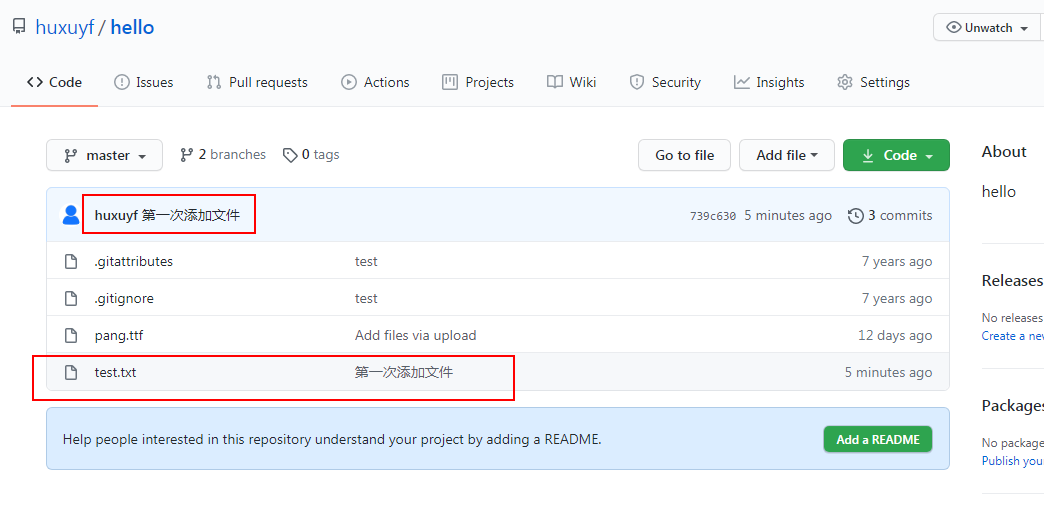 huxuyf / hello
Unwatch
Code Issues Pull requests Actions Projects Wiki Security Insights Settings
master 2 branches 0 tags Go to file Add file Code
huxuyf 第一次添加文件 739c630 5 minutes ago 3 commits
.gitattributes test 7 years ago
.gitignore test 7 years ago
pang.ttf Add files via upload 12 days ago
test.txt 第一次添加文件 5 minutes ago
Help people interested in this repository understand your project by adding a README. Add a README
About
hello
Releases
No releases
Create a new
Packages
No package
Publish you